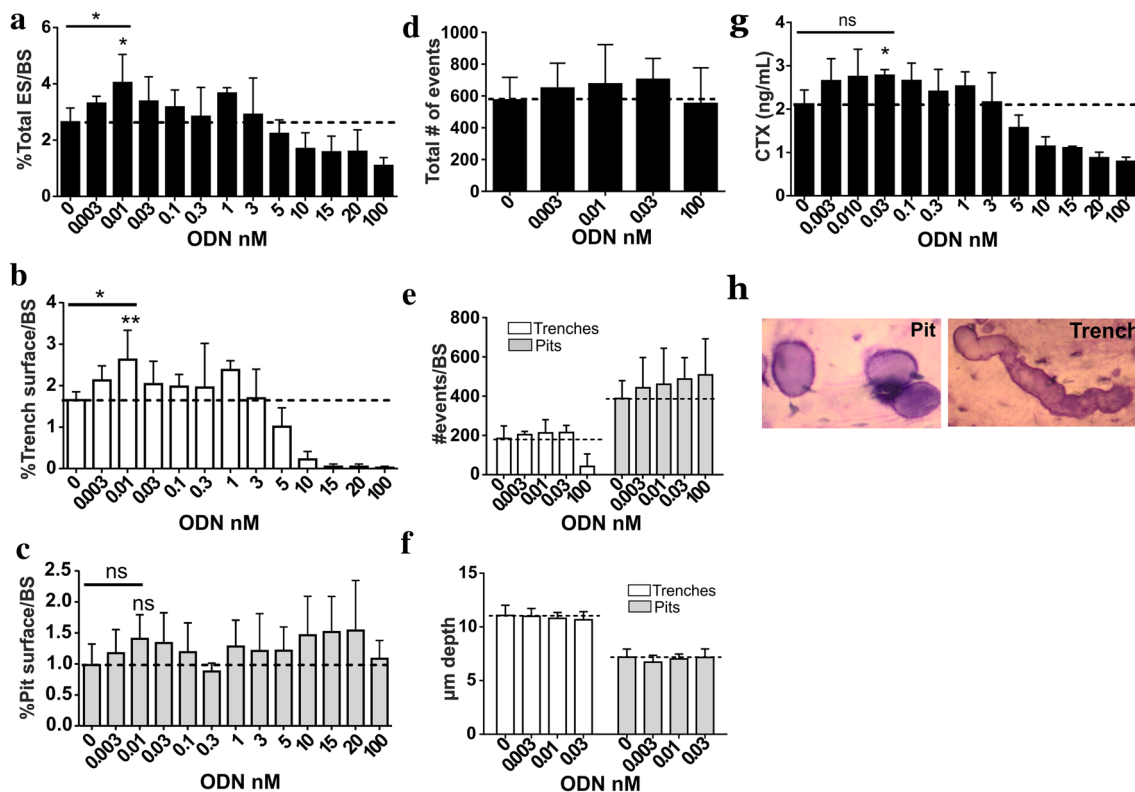 a
*
*
%Total ES/BS
6
4
2
0
0 0.003 0.01 0.03 0.1 0.3 1 3 5 10 15 20 100
ODN nM
b
*
**
%Trench surface/BS
4
3
2
1
0
0 0.003 0.01 0.03 0.1 0.3 1 3 5 10 15 20 100
ODN nM
c
ns
ns
%Pit surface/BS
2.5
2.0
1.5
1.0
0.5
0.0
0 0.003 0.01 0.03 0.1 0.3 1 3 5 10 15 20 100
ODN nM
d
Total # of events
1000
800
600
400
200
0
0 0.003 0.01 0.03 100
ODN nM
e
Trenches
Pits
#events/BS
800
600
400
200
0
0 0.003 0.01 0.03 100 0 0.003 0.01 0.03 100
ODN nM
f
Trenches
Pits
µm depth
15
10
5
0
0 0.003 0.01 0.03 0 0.003 0.01 0.03
ODN nM
g
ns
*
CTX (ng/mL)
4
3
2
1
0
0 0.003 0.010 0.03 0.1 0.3 1 3 5 10 15 20 100
ODN nM
h
Pit
Trench